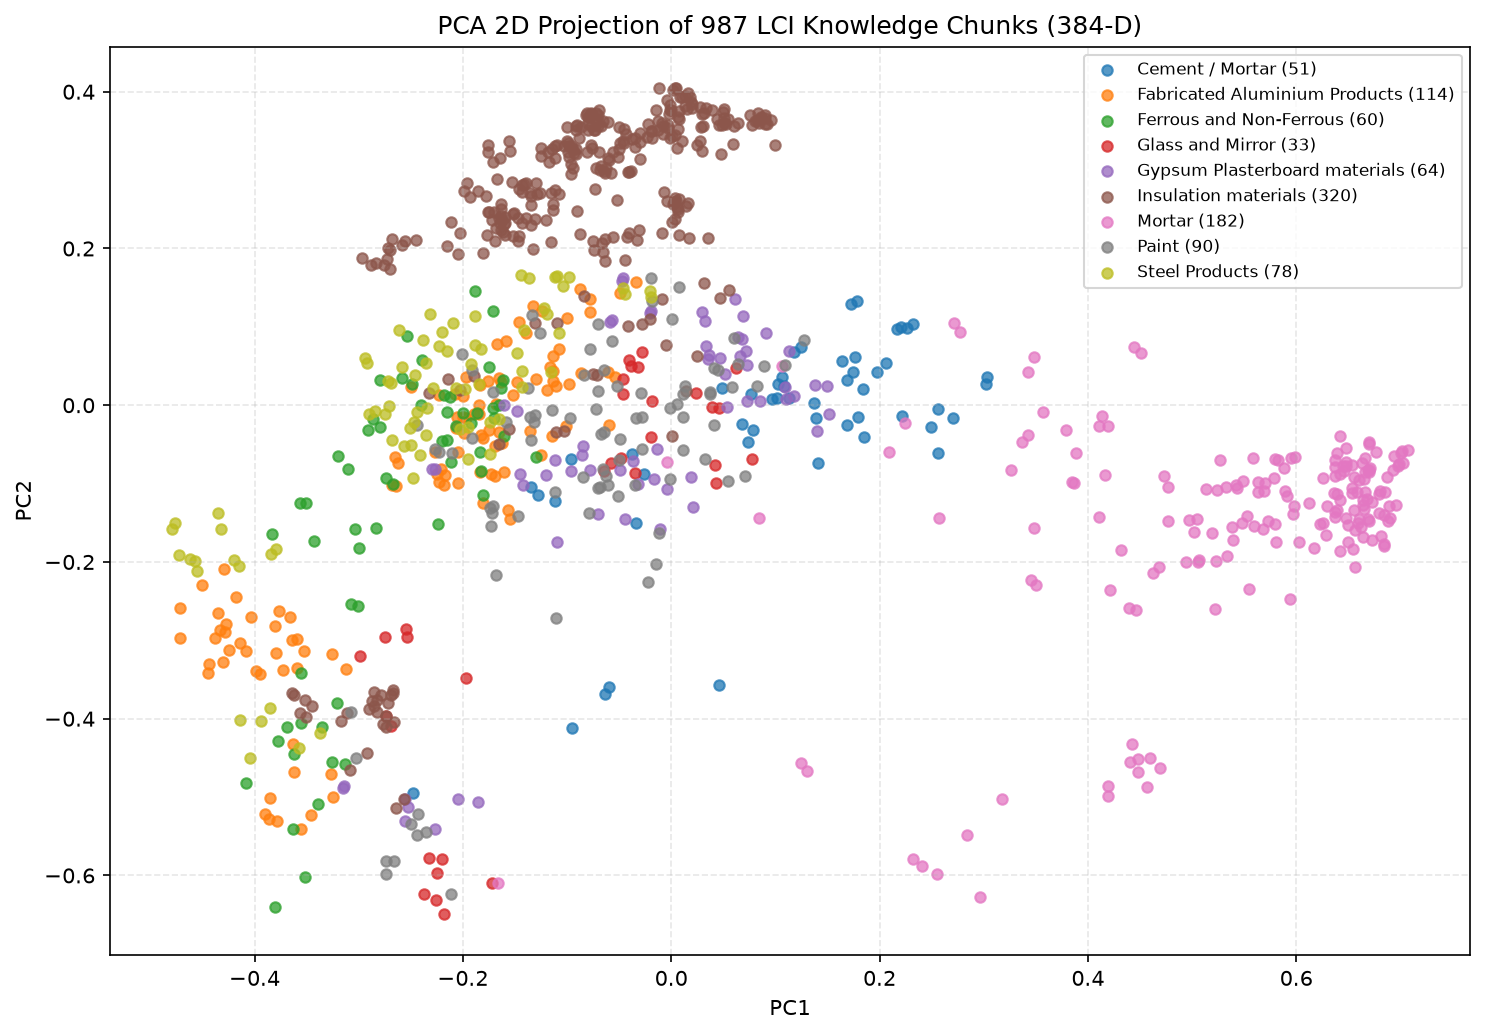 PCA 2D Projection of 987 LCI Knowledge Chunks (384-D)
Cement / Mortar (51)
Fabricated Aluminium Products (114)
Ferrous and Non-Ferrous (60)
Glass and Mirror (33)
Gypsum Plasterboard materials (64)
Insulation materials (320)
Mortar (182)
Paint (90)
Steel Products (78)
PC2
0.4
0.2
0.0
−0.2
−0.4
−0.6
−0.4
−0.2
0.0
0.2
0.4
0.6
PC1